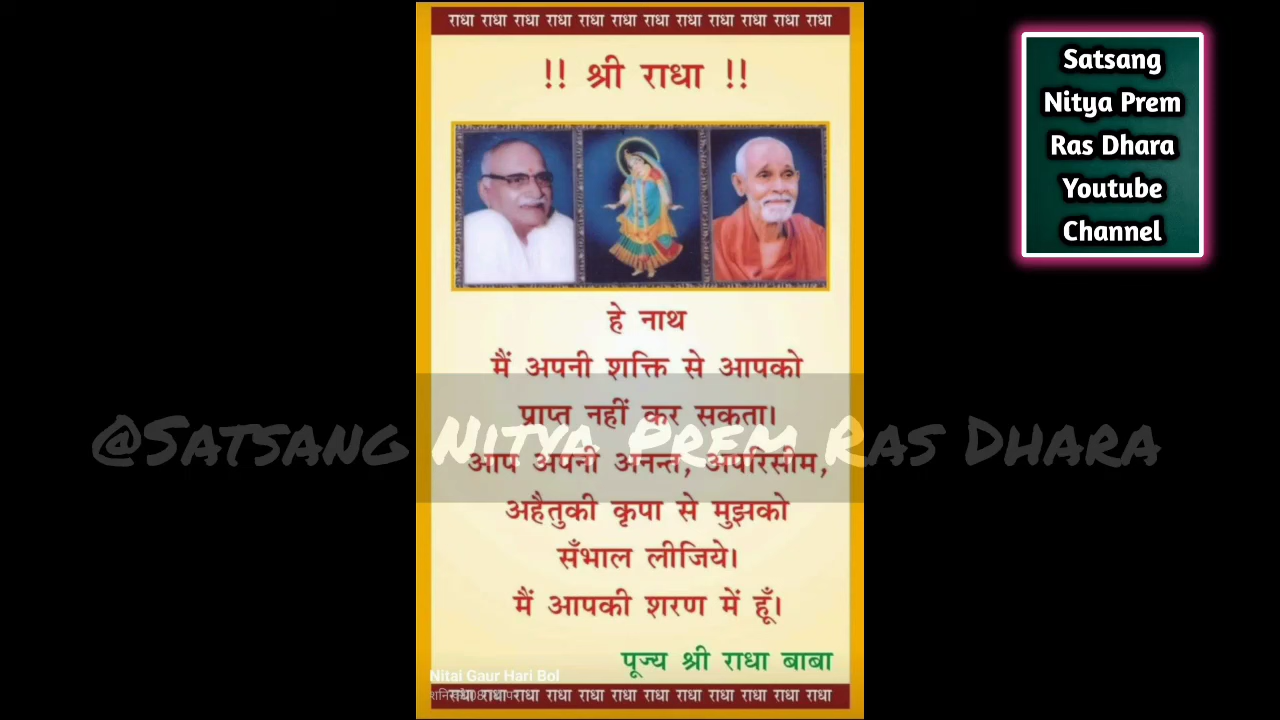 राधा राधा राधा राधा राधा राधा राधा राधा राधा राधा राधा राधा
!! श्री राधा !!
हे नाथ
मैं अपनी शक्ति से आपको
प्राप्त नहीं कर सकता।
आप अपनी अनन्त, अपरिसीम,
अहैतुकी कृपा से मुझको
सँभाल लीजिये।
मैं आपकी शरण में हूँ।
पूज्य श्री राधा बाबा
Nitai Gaur Hari Bol
राधा राधा राधा राधा राधा राधा राधा राधा राधा राधा राधा राधा
@Satsang Nitya Prem Ras Dhara
Satsang
Nitya Prem
Ras Dhara
Youtube
Channel